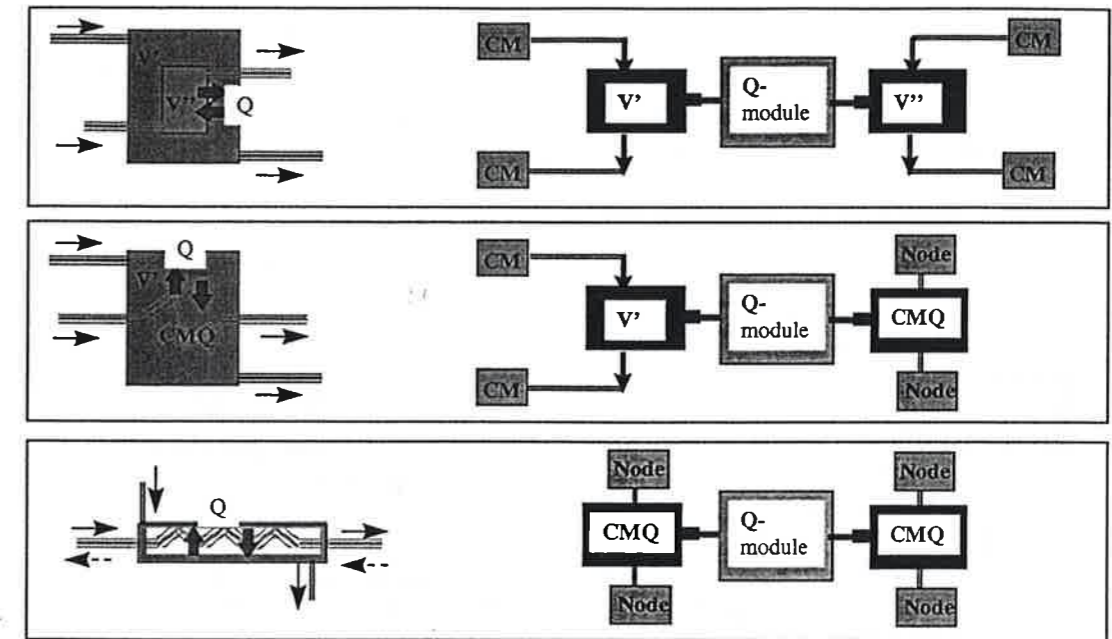 V'
V''
Q
CM
CM
V'
Q-
module
V''
CM
CM
Q
V'
CMQ
CM
CM
V'
Q-
module
Node
CMQ
Node
Q
Node
CMQ
Node
Q-
module
Node
CMQ
Node